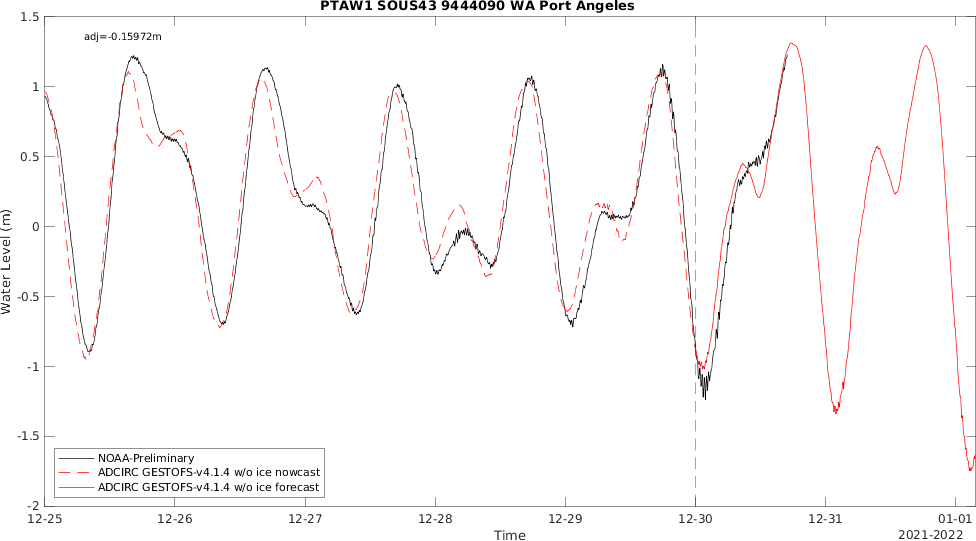 PTAW1 SOUS43 9444090 WA Port Angeles
adj=-0.15972m
1.5
1
0.5
0
-0.5
-1
-1.5
-2
Water Level (m)
NOAA-Preliminary
ADCIRC GESTOFS-v4.1.4 w/o ice nowcast
ADCIRC GESTOFS-v4.1.4 w/o ice forecast
12-25 12-26 12-27 12-28 12-29 12-30 12-31 01-01
Time
2021-2022